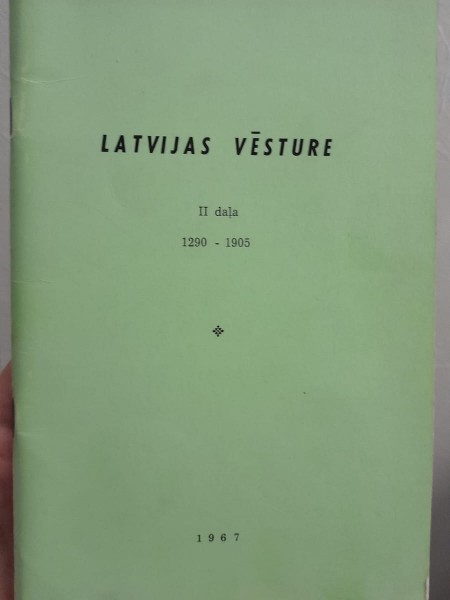 LATVIJAS VĒSTURE
II daļa
1290 - 1905
1967